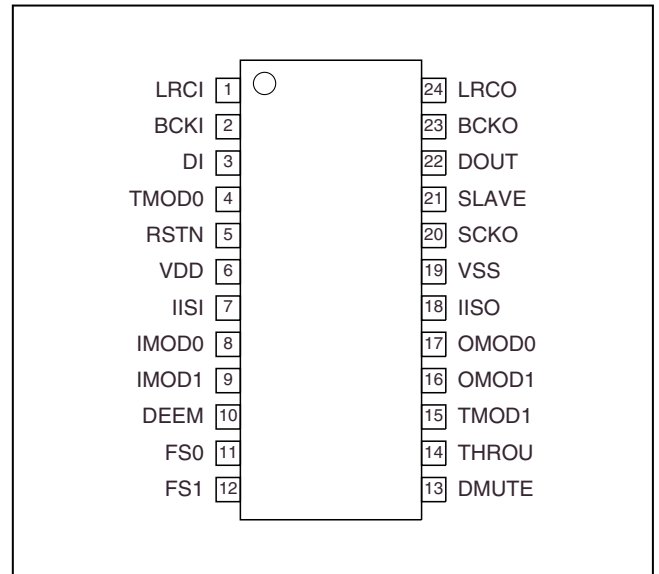 LRCI 1 24 LRCO
BCKI 2 23 BCKO
DI 3 22 DOUT
TMOD0 4 21 SLAVE
RSTN 5 20 SCKO
VDD 6 19 VSS
IISI 7 18 IISO
IMOD0 8 17 OMOD0
IMOD1 9 16 OMOD1
DEEM 10 15 TMOD1
FS0 11 14 THROU
FS1 12 13 DMUTE